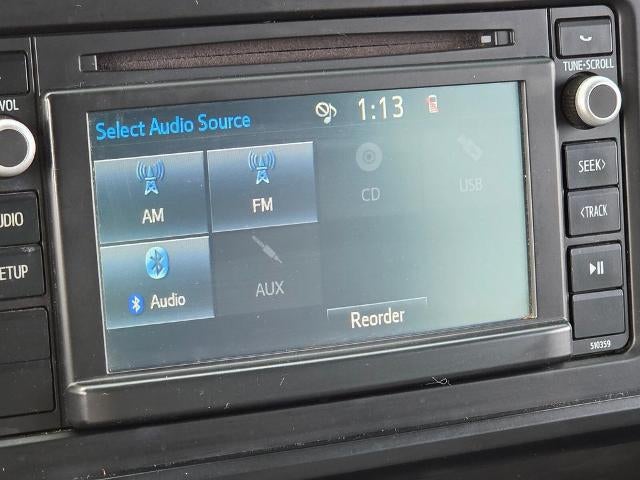 VOL
TUNE•SCROLL
Select Audio Source
1:13
AM
FM
CD
USB
SEEK>
<TRACK
UDIO
Audio
AUX
SETUP
Reorder
510359